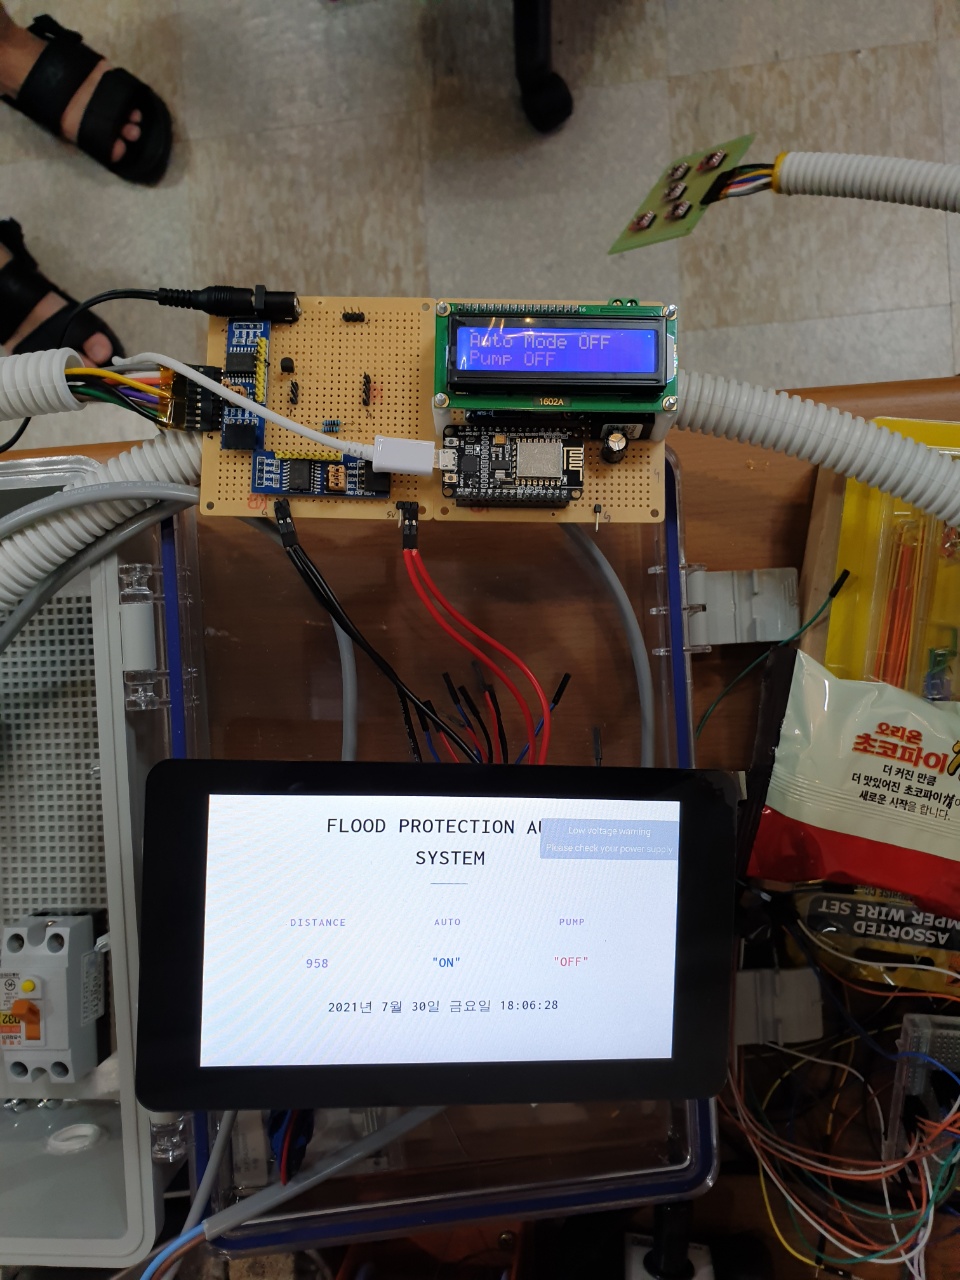 Auto Mode OFF
Pump OFF
1602A
5V
FLOOD PROTECTION
SYSTEM
Low voltage warning
Please check your power supply
DISTANCE AUTO PUMP
958 "ON" "OFF"
2021년 7월 30일 금요일 18:06:28
오리온
초코파이
더 커진 만큼
더 맛있어진 초코파이
새로운 시작을 합니다.
ASSORTED
WIRE SET